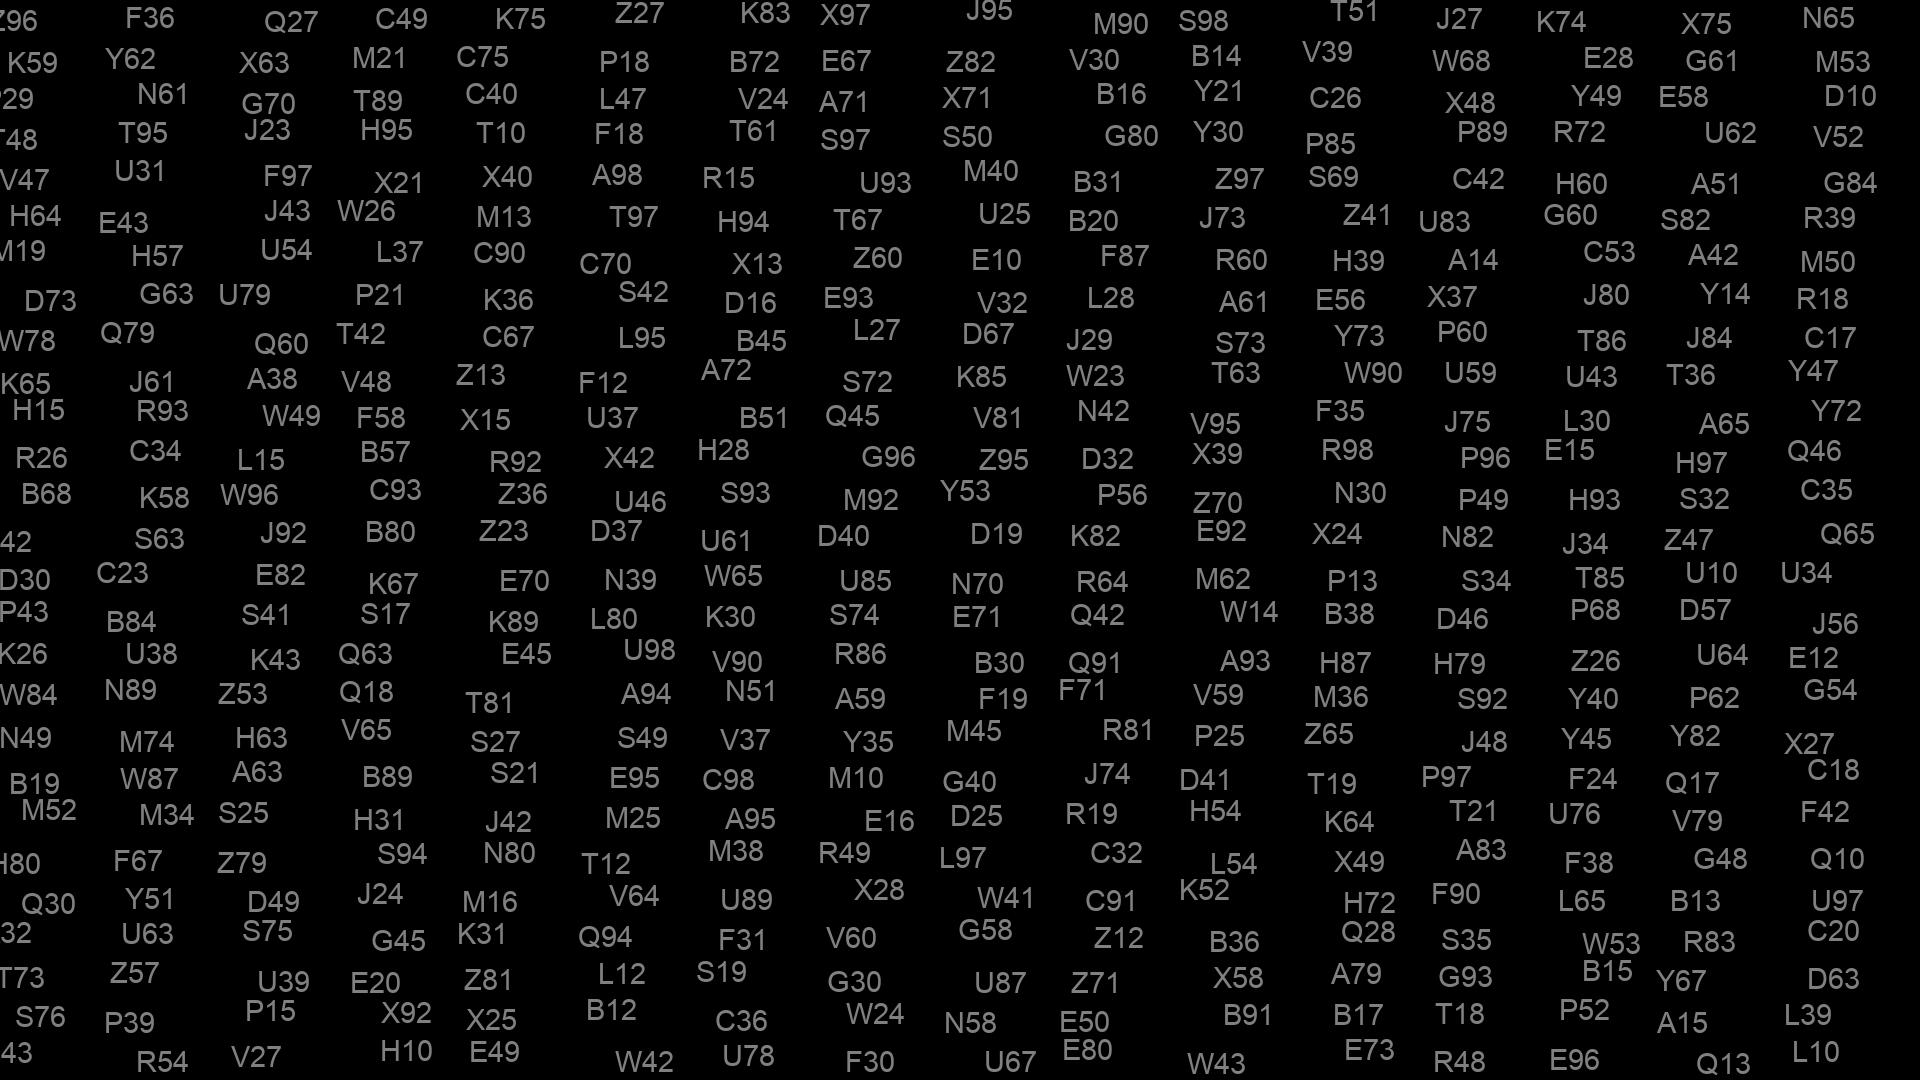 Z96 F36 Q27 C49 K75 Z27 K83 X97 J95 M90 S98 T51 J27 K74 X75 N65
K59 Y62 X63 M21 C75 P18 B72 E67 Z82 V30 B14 V39 W68 E28 G61 M53
29 N61 G70 T89 C40 L47 V24 A71 X71 B16 Y21 C26 X48 Y49 E58 D10
T48 T95 J23 H95 T10 F18 T61 S97 S50 G80 Y30 P85 P89 R72 U62 V52
V47 U31 F97 X21 X40 A98 R15 U93 M40 B31 Z97 S69 C42 H60 A51 G84
H64 E43 J43 W26 M13 T97 H94 T67 U25 B20 J73 Z41 U83 G60 S82 R39
M19 H57 U54 L37 C90 C70 X13 Z60 E10 F87 R60 H39 A14 C53 A42 M50
D73 G63 U79 P21 K36 S42 D16 E93 V32 L28 A61 E56 X37 J80 Y14 R18
W78 Q79 Q60 T42 C67 L95 B45 L27 D67 J29 S73 Y73 P60 T86 J84 C17
K65 J61 A38 V48 Z13 F12 A72 S72 K85 W23 T63 W90 U59 U43 T36 Y47
H15 R93 W49 F58 X15 U37 B51 Q45 V81 N42 V95 F35 J75 L30 A65 Y72
R26 C34 L15 B57 R92 X42 H28 G96 Z95 D32 X39 R98 P96 E15 H97 Q46
B68 K58 W96 C93 Z36 U46 S93 M92 Y53 P56 Z70 N30 P49 H93 S32 C35
42 S63 J92 B80 Z23 D37 U61 D40 D19 K82 E92 X24 N82 J34 Z47 Q65
D30 C23 E82 K67 E70 N39 W65 U85 N70 R64 M62 P13 S34 T85 U10 U34
P43 B84 S41 S17 K89 L80 K30 S74 E71 Q42 W14 B38 D46 P68 D57 J56
K26 U38 K43 Q63 E45 U98 V90 R86 B30 Q91 A93 H87 H79 Z26 U64 E12
W84 N89 Z53 Q18 T81 A94 N51 A59 F19 F71 V59 M36 S92 Y40 P62 G54
N49 M74 H63 V65 S27 S49 V37 Y35 M45 R81 P25 Z65 J48 Y45 Y82 X27
B19 W87 A63 B89 S21 E95 C98 M10 G40 J74 D41 T19 P97 F24 Q17 C18
M52 M34 S25 H31 J42 M25 A95 E16 D25 R19 H54 K64 T21 U76 V79 F42
H80 F67 Z79 S94 N80 T12 M38 R49 L97 C32 L54 X49 A83 F38 G48 Q10
Q30 Y51 D49 J24 M16 V64 U89 X28 W41 C91 K52 H72 F90 L65 B13 U97
32 U63 S75 G45 K31 Q94 F31 V60 G58 Z12 B36 Q28 S35 W53 R83 C20
T73 Z57 U39 E20 Z81 L12 S19 G30 U87 Z71 X58 A79 G93 B15 Y67 D63
S76 P39 P15 X92 X25 B12 C36 W24 N58 E50 B91 B17 T18 P52 A15 L39
43 R54 V27 H10 E49 W42 U78 F30 U67 E80 W43 E73 R48 E96 Q13 L10